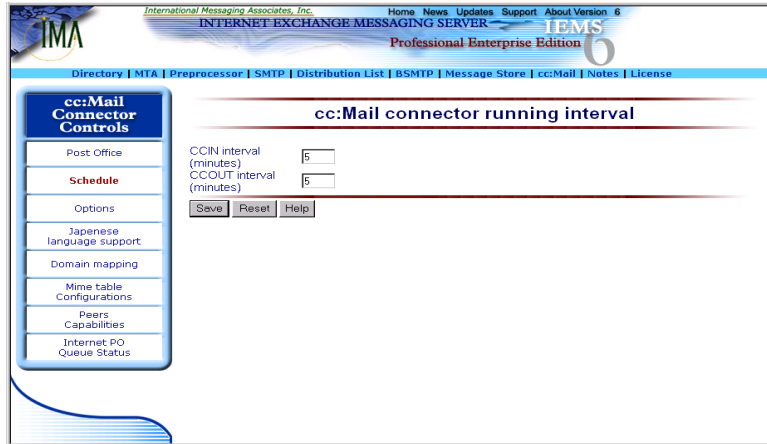 International Messaging Associates, Inc. Home News Updates Support About Version 6
IMA
INTERNET EXCHANGE MESSAGING SERVER
IEMS
6
Professional Enterprise Edition
Directory | MTA | Preprocessor | SMTP | Distribution List | BSMTP | Message Store | cc:Mail | Notes | License
cc:Mail
Connector
Controls
Post Office
Schedule
Options
Japenese
language support
Domain mapping
Mime table
Configurations
Peers
Capabilities
Internet PO
Queue Status
cc:Mail connector running interval
CCIN interval
(minutes)
5
CCOUT interval
(minutes)
5
Save Reset Help